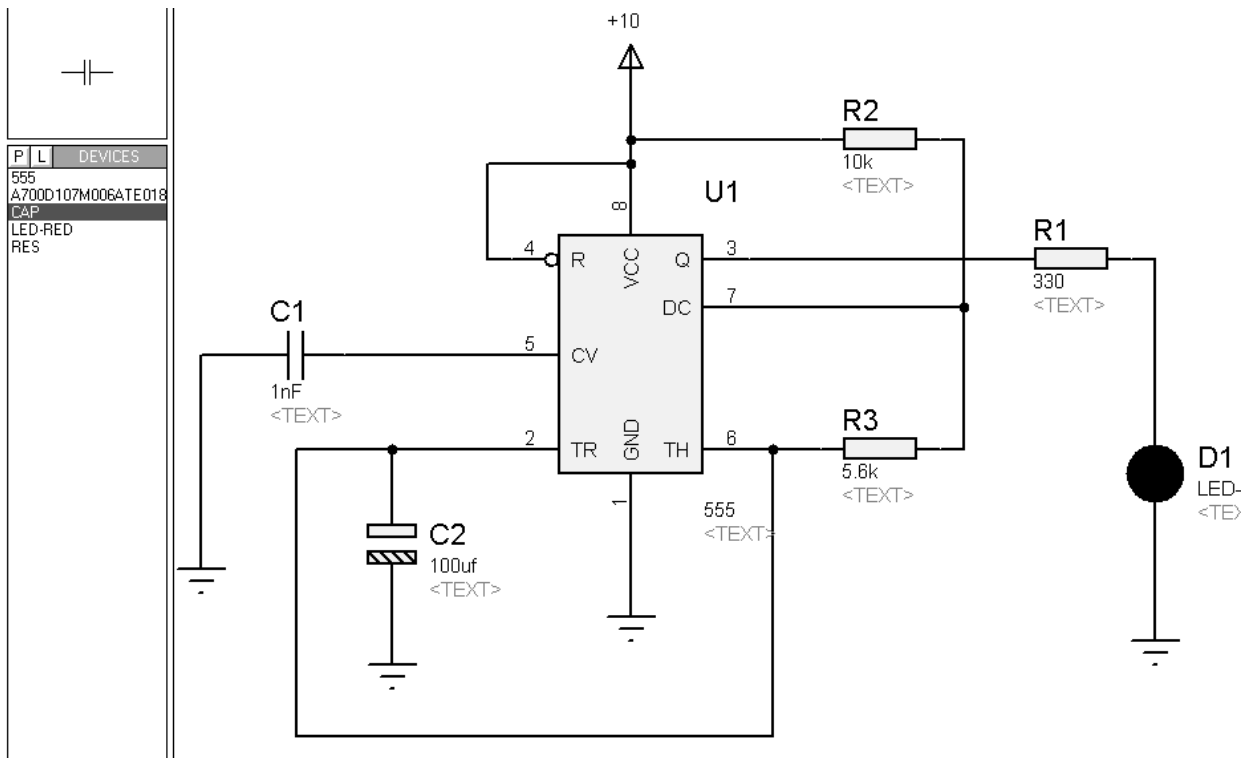 +10
P L DEVICES
555
A700D107M006ATE018
CAP
LED-RED
RES
R2
10k
<TEXT>
U1
8
4
R
VCC
Q
3
R1
330
<TEXT>
DC
7
C1
1nF
<TEXT>
5
CV
2
TR
GND
TH
6
R3
5.6k
<TEXT>
1
555
<TEXT>
C2
100uf
<TEXT>
D1
LED-
<TEX